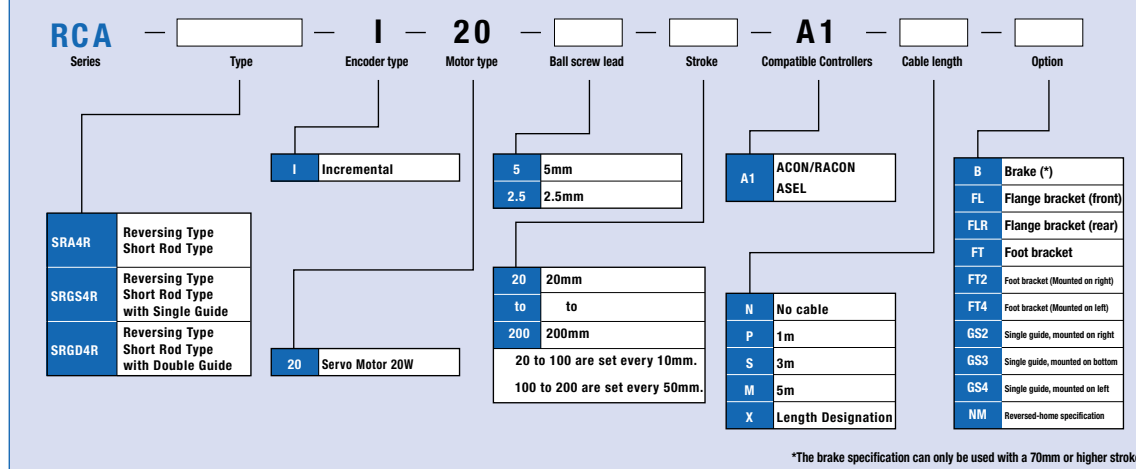 RCA — — I — 20 — — — A1 — —
Series Type Encoder type Motor type Ball screw lead Stroke Compatible Controllers Cable length Option
SRA4R Reversing Type
Short Rod Type
SRGS4R Reversing Type
Short Rod Type
with Single Guide
SRGD4R Reversing Type
Short Rod Type
with Double Guide
I Incremental
20 Servo Motor 20W
5 5mm
2.5 2.5mm
20 20mm
to to
200 200mm
20 to 100 are set every 10mm.
100 to 200 are set every 50mm.
A1 ACON/RACON
ASEL
N No cable
P 1m
S 3m
M 5m
X Length Designation
B Brake (*)
FL Flange bracket (front)
FLR Flange bracket (rear)
FT Foot bracket
FT2 Foot bracket (Mounted on right)
FT4 Foot bracket (Mounted on left)
GS2 Single guide, mounted on right
GS3 Single guide, mounted on bottom
GS4 Single guide, mounted on left
NM Reversed-home specification
*The brake specification can only be used with a 70mm or higher stroke